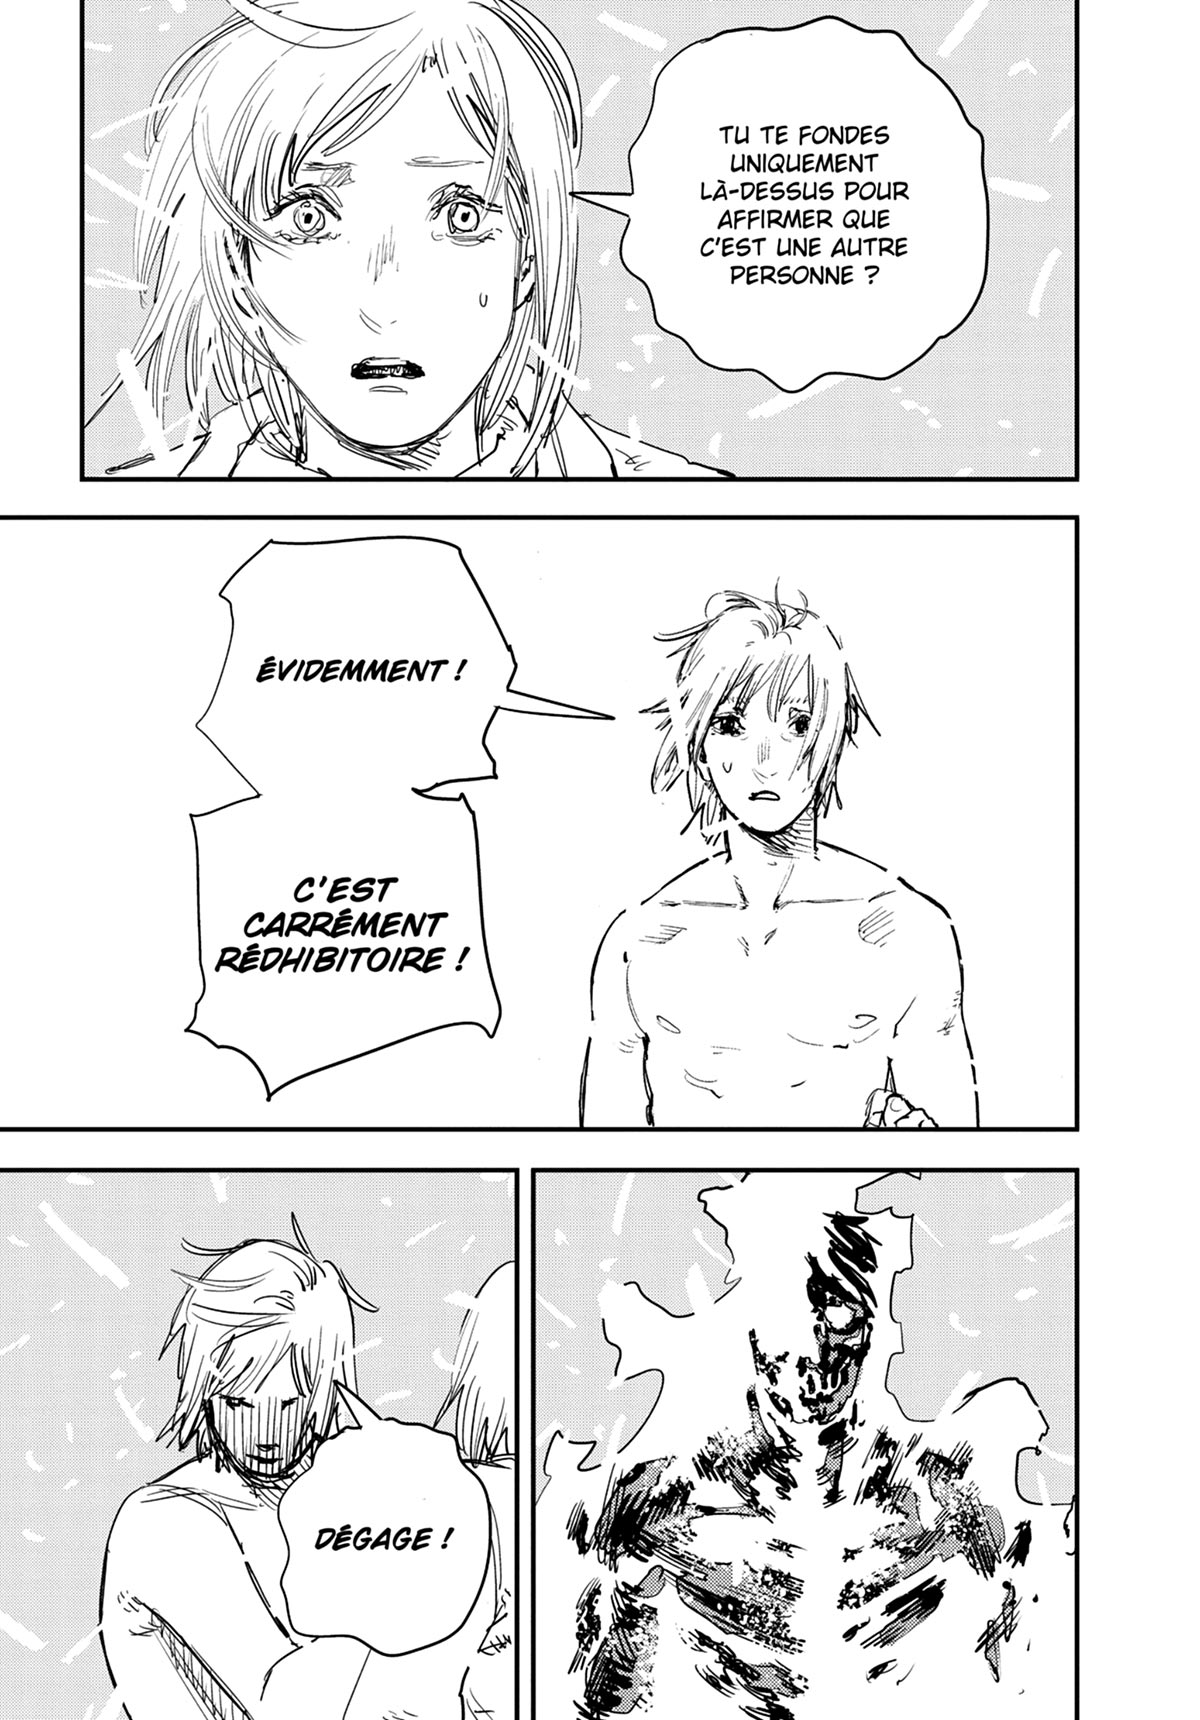 TU TE FONDES
UNIQUEMENT
LÀ-DESSUS POUR
AFFIRMER QUE
C'EST UNE AUTRE
PERSONNE ?
ÉVIDEMMENT !
C'EST
CARRÉMENT
RÉDHIBITOIRE !
DÉGAGE !